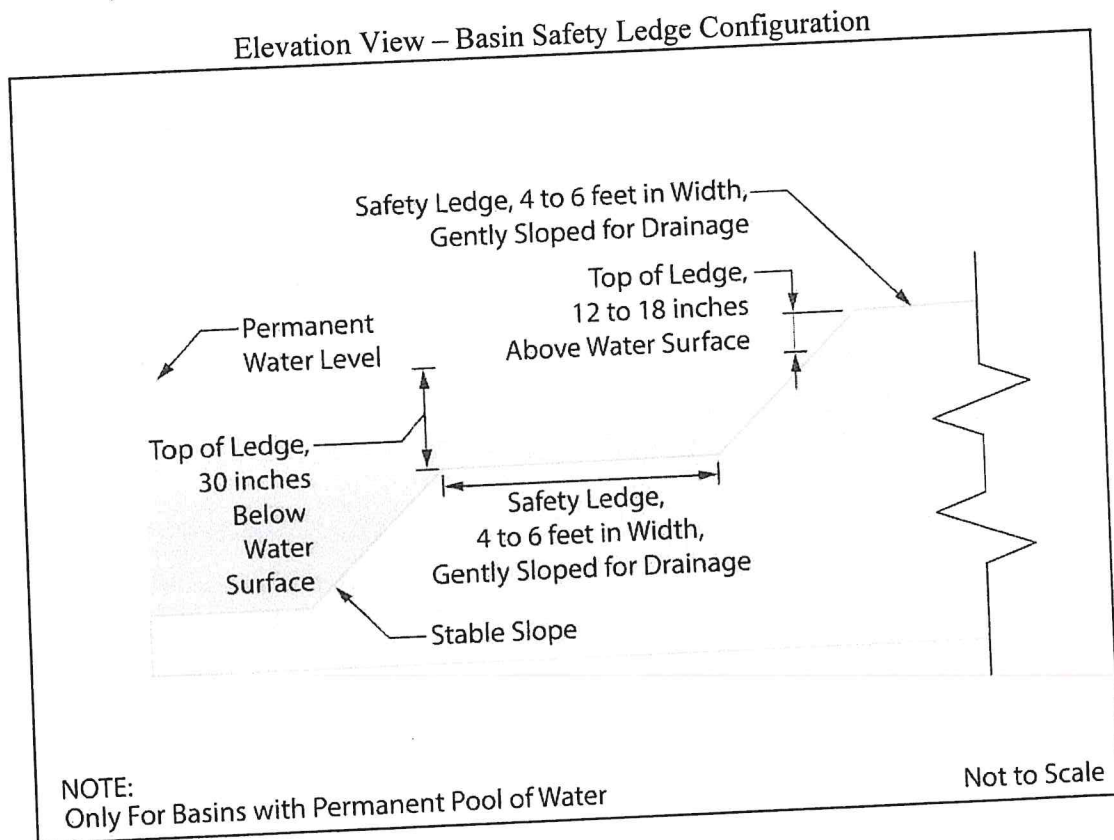 Elevation View – Basin Safety Ledge Configuration
Safety Ledge, 4 to 6 feet in Width,
Gently Sloped for Drainage
Top of Ledge,
12 to 18 inches
Above Water Surface
Permanent
Water Level
Top of Ledge,
30 inches
Below
Water
Surface
Safety Ledge,
4 to 6 feet in Width,
Gently Sloped for Drainage
Stable Slope
NOTE:
Only For Basins with Permanent Pool of Water
Not to Scale